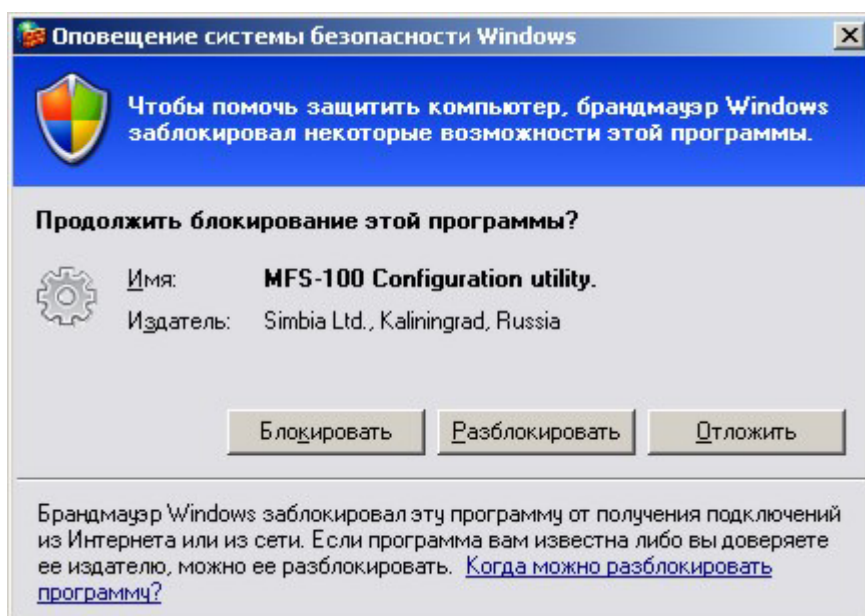 Оповещение системы безопасности Windows
Чтобы помочь защитить компьютер, брандмауэр Windows
заблокировал некоторые возможности этой программы.
Продолжить блокирование этой программы?
Имя: MFS-100 Configuration utility.
Издатель: Simbia Ltd., Kaliningrad, Russia
Блокировать Разблокировать Отложить
Брандмауэр Windows заблокировал эту программу от получения подключений
из Интернета или из сети. Если программа вам известна либо вы доверяете
ее издателю, можно ее разблокировать. Когда можно разблокировать
программу?